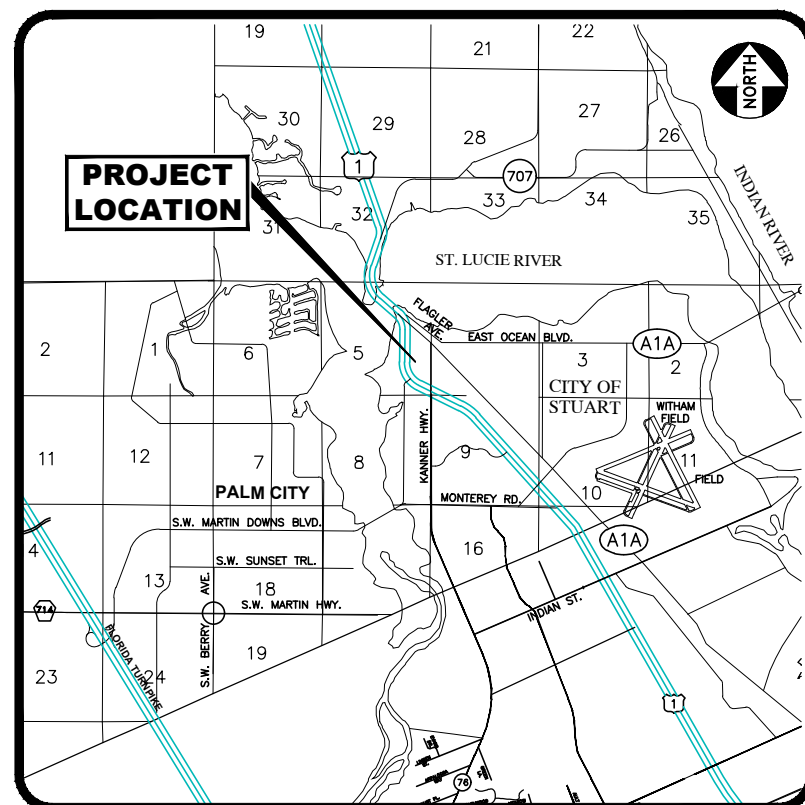 19
21
22
NORTH
30
29
28
27
26
1
PROJECT
LOCATION
707
31
32
33
34
35
INDIAN RIVER
ST. LUCIE RIVER
FLAGLER
AVE.
EAST OCEAN BLVD.
A1A
2
1
6
5
3
2
CITY OF
STUART
WITHAM
FIELD
KANNER HWY.
11
12
7
8
9
10
11
FIELD
PALM CITY
MONTEREY RD.
S.W. MARTIN DOWNS BLVD.
A1A
4
16
S.W. SUNSET TRL.
13
18
S.W. BERRY AVE.
714
S.W. MARTIN HWY.
INDIAN ST.
FLORIDA TURNPIKE
19
23
24
1
76